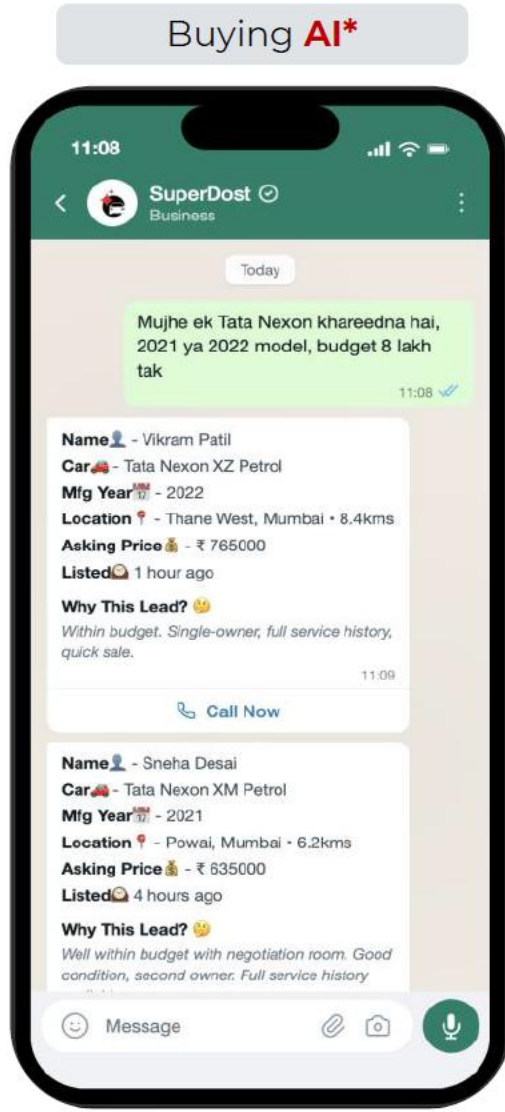 Buying AI*
11:08
SuperDost
Business
Today
Mujhe ek Tata Nexon khareedna hai,
2021 ya 2022 model, budget 8 lakh
tak
11:08
Name👤 - Vikram Patil
Car🚗 - Tata Nexon XZ Petrol
Mfg Year📅 - 2022
Location📍 - Thane West, Mumbai • 8.4kms
Asking Price💰 - ₹ 765000
Listed🕰️ 1 hour ago
Why This Lead? 🤔
Within budget. Single-owner, full service history,
quick sale.
11:09
Call Now
Name👤 - Sneha Desai
Car🚗 - Tata Nexon XM Petrol
Mfg Year📅 - 2021
Location📍 - Powai, Mumbai • 6.2kms
Asking Price💰 - ₹ 635000
Listed🕰️ 4 hours ago
Why This Lead? 🤔
Well within budget with negotiation room. Good
condition, second owner. Full service history
Message